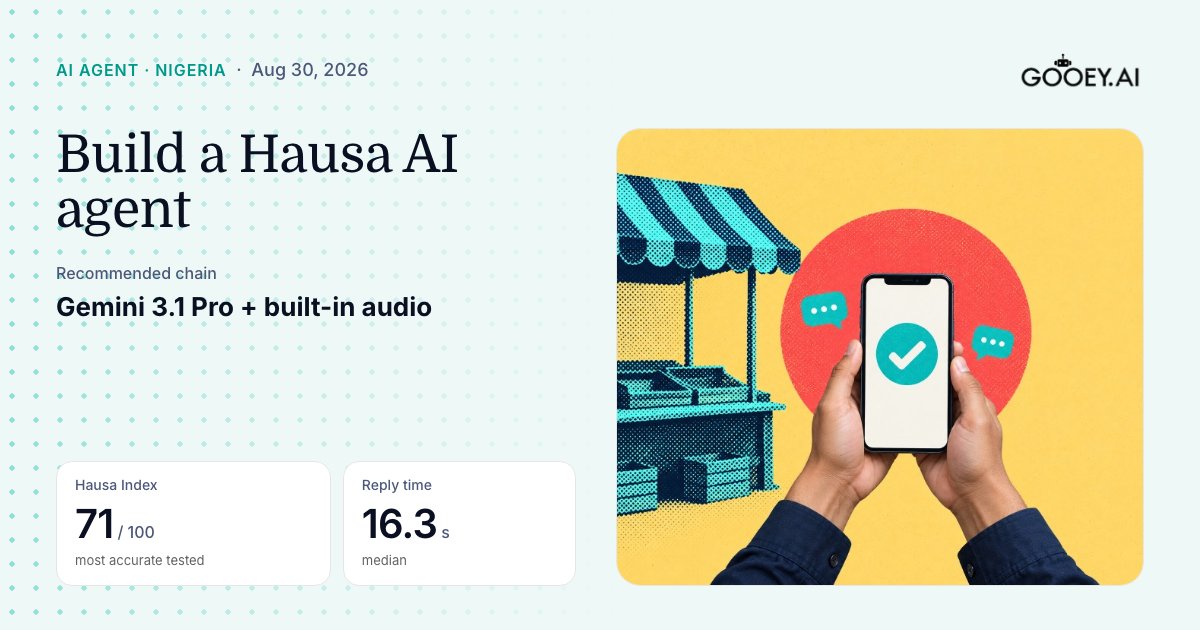 AI AGENT · NIGERIA · Aug 30, 2026
GOOEY.AI
Build a Hausa AI
agent
Recommended chain
Gemini 3.1 Pro + built-in audio
Hausa Index
71 / 100
most accurate tested
Reply time
16.3 s
median